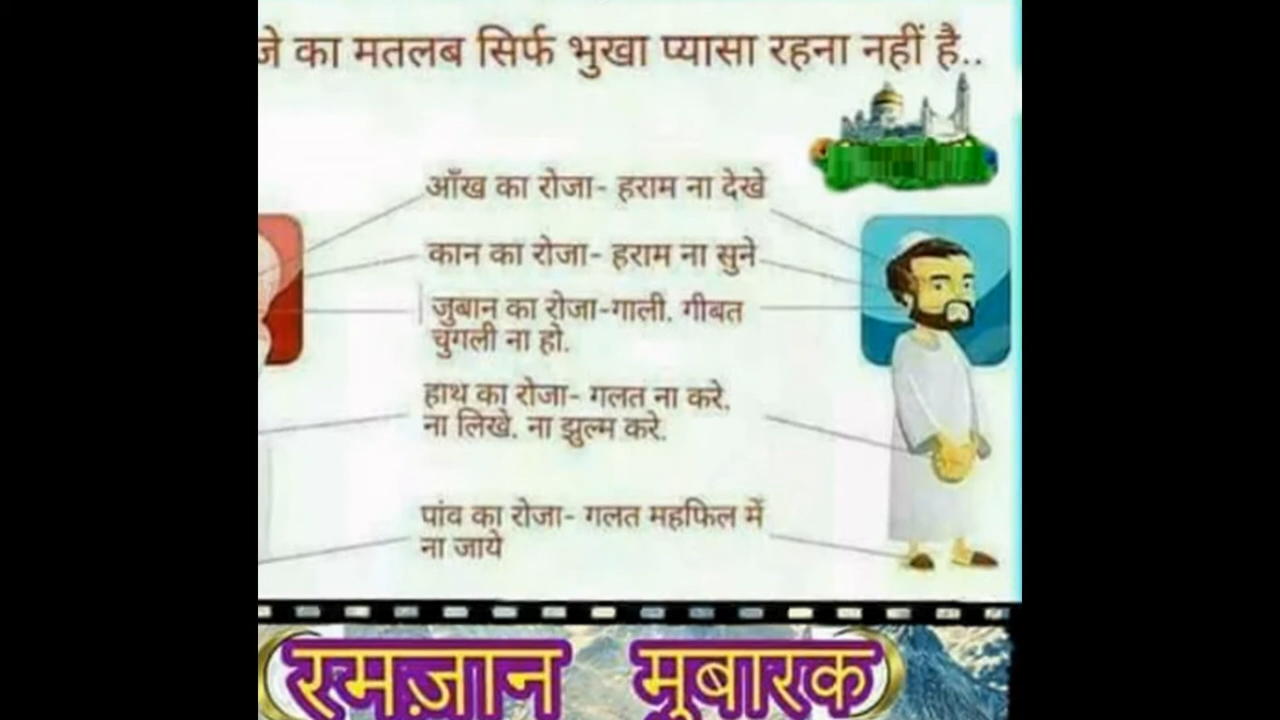 जे का मतलब सिर्फ भुखा प्यासा रहना नहीं है..
आँख का रोजा- हराम ना देखे
कान का रोजा- हराम ना सुने
जुबान का रोजा-गाली. गीबत
चुगली ना हो.
हाथ का रोजा- गलत ना करे.
ना लिखे. ना झुल्म करे.
पांव का रोजा- गलत महफिल में
ना जाये
रमज़ान मुबारक